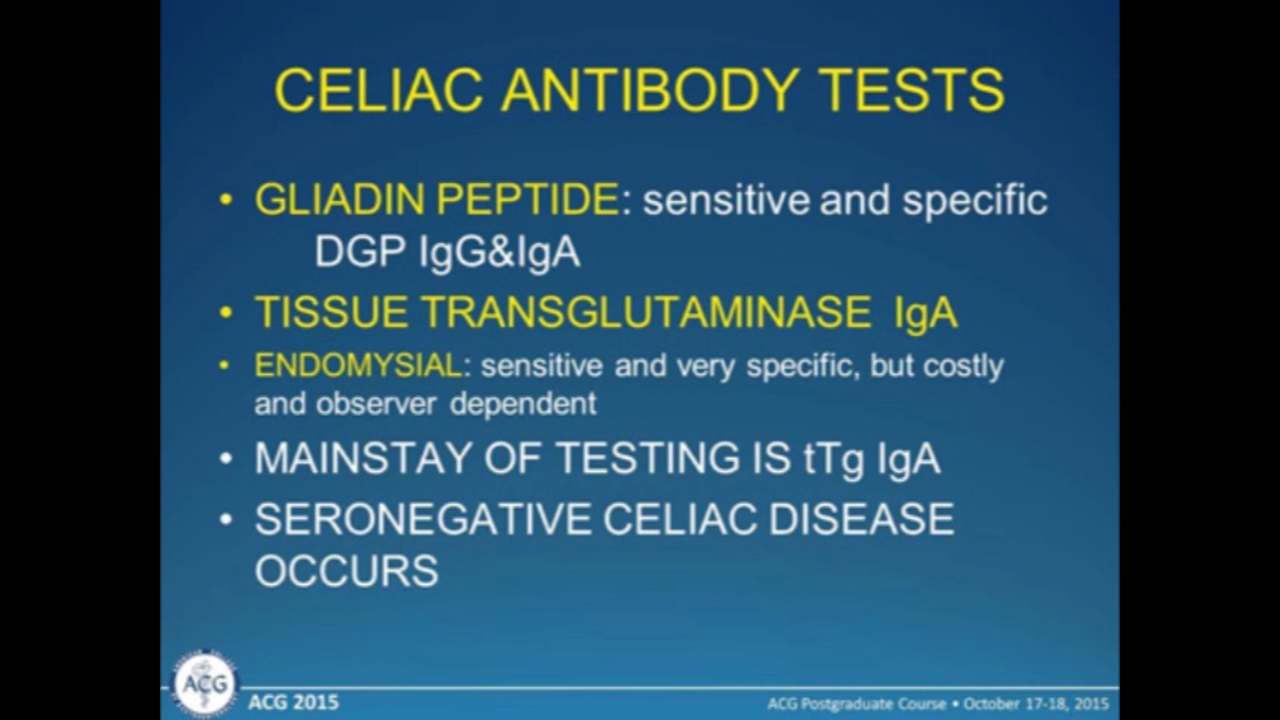 CELIAC ANTIBODY TESTS
• GLIADIN PEPTIDE: sensitive and specific
DGP IgG&IgA
• TISSUE TRANSGLUTAMINASE IgA
• ENDOMYSIAL: sensitive and very specific, but costly
and observer dependent
• MAINSTAY OF TESTING IS tTg IgA
• SERONEGATIVE CELIAC DISEASE
OCCURS
ACG
ACG 2015
ACG Postgraduate Course • October 17-18, 2015